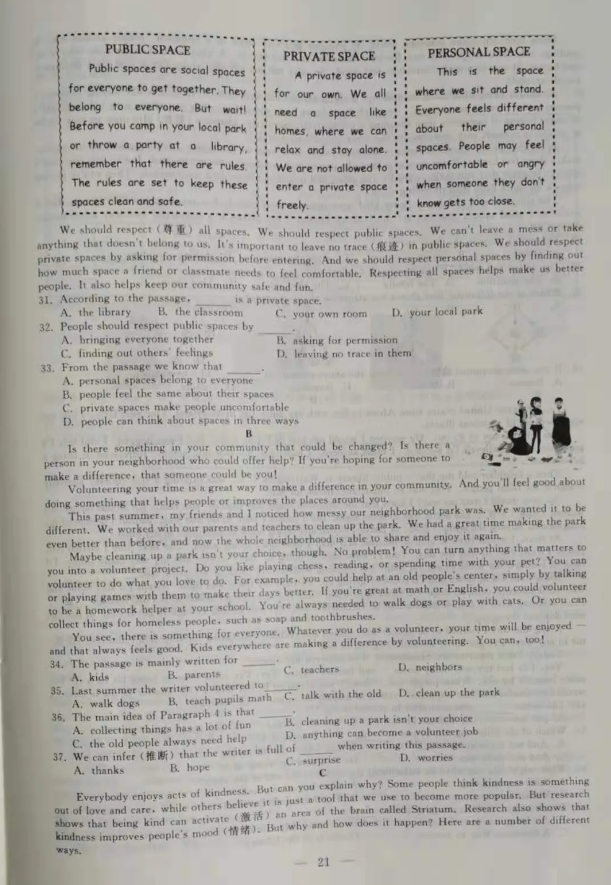 PUBLIC SPACE
Public spaces are social spaces
for everyone to get together. They
belong to everyone. But wait!
Before you camp in your local park
or throw a party at a library,
remember that there are rules.
The rules are set to keep these
spaces clean and safe.
PRIVATE SPACE
A private space is
for our own. We all
need a space like
homes, where we can
relax and stay alone.
We are not allowed to
enter a private space
freely.
PERSONAL SPACE
This is the space
where we sit and stand.
Everyone feels different
about their personal
spaces. People may feel
uncomfortable or angry
when someone they don't
know gets too close.
We should respect (尊重) all spaces. We should respect public spaces. We can't leave a mess or take
anything that doesn't belong to us. It's important to leave no trace (痕迹) in public spaces. We should respect
private spaces by asking for permission before entering. And we should respect personal spaces by finding out
how much space a friend or classmate needs to feel comfortable. Respecting all spaces helps make us better
people. It also helps keep our community safe and fun.
31. According to the passage, ______ is a private space.
A. the library B. the classroom C. your own room D. your local park
32. People should respect public spaces by ______.
A. bringing everyone together B. asking for permission
C. finding out others' feelings D. leaving no trace in them
33. From the passage we know that ______.
A. personal spaces belong to everyone
B. people feel the same about their spaces
C. private spaces make people uncomfortable
D. people can think about spaces in three ways
B
Is there something in your community that could be changed? Is there a
person in your neighborhood who could offer help? If you're hoping for someone to
make a difference, that someone could be you!
Volunteering your time is a great way to make a difference in your community. And you'll feel good about
doing something that helps people or improves the places around you.
This past summer, my friends and I noticed how messy our neighborhood park was. We wanted it to be
different. We worked with our parents and teachers to clean up the park. We had a great time making the park
even better than before, and now the whole neighborhood is able to share and enjoy it again.
Maybe cleaning up a park isn't your choice, though. No problem! You can turn anything that matters to
you into a volunteer project. Do you like playing chess, reading, or spending time with your pet? You can
volunteer to do what you love to do. For example, you could help at an old people's center, simply by talking
or playing games with them to make their days better. If you're great at math or English, you could volunteer
to be a homework helper at your school. You're always needed to walk dogs or play with cats. Or you can
collect things for homeless people, such as soap and toothbrushes.
You see, there is something for everyone. Whatever you do as a volunteer, your time will be enjoyed —
and that always feels good. Kids everywhere are making a difference by volunteering. You can, too!
34. The passage is mainly written for ______.
A. kids B. parents C. teachers D. neighbors
35. Last summer the writer volunteered to ______.
A. walk dogs B. teach pupils math C. talk with the old D. clean up the park
36. The main idea of Paragraph 4 is that ______.
A. collecting things has a lot of fun B. cleaning up a park isn't your choice
C. the old people always need help D. anything can become a volunteer job
37. We can infer (推断) that the writer is full of ______ when writing this passage.
A. thanks B. hope C. surprise D. worries
C
Everybody enjoys acts of kindness. But can you explain why? Some people think kindness is something
out of love and care, while others believe it is just a tool that we use to become more popular. But research
shows that being kind can activate (激活) an area of the brain called Striatum. Research also shows that
kindness improves people's mood (情绪). But why and how does it happen? Here are a number of different
ways.
— 21 —